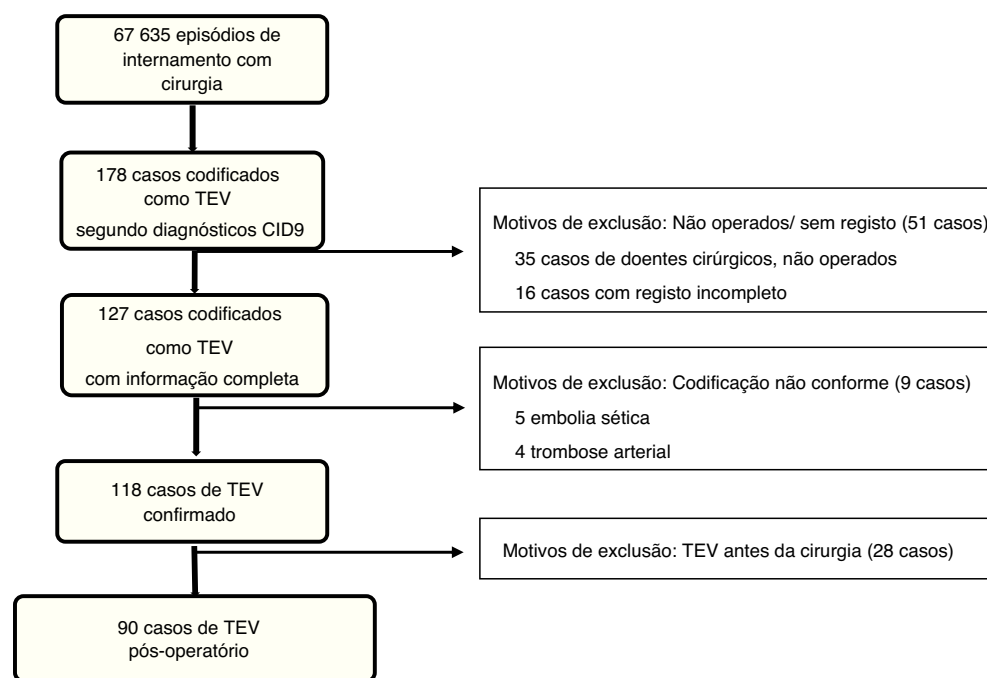 67 635 episódios de
internamento com
cirurgia
178 casos codificados
como TEV
segundo diagnósticos CID9
Motivos de exclusão: Não operados/ sem registo (51 casos)
35 casos de doentes cirúrgicos, não operados
16 casos com registo incompleto
127 casos codificados
como TEV
com informação completa
Motivos de exclusão: Codificação não conforme (9 casos)
5 embolia sética
4 trombose arterial
118 casos de TEV
confirmado
Motivos de exclusão: TEV antes da cirurgia (28 casos)
90 casos de TEV
pós-operatório